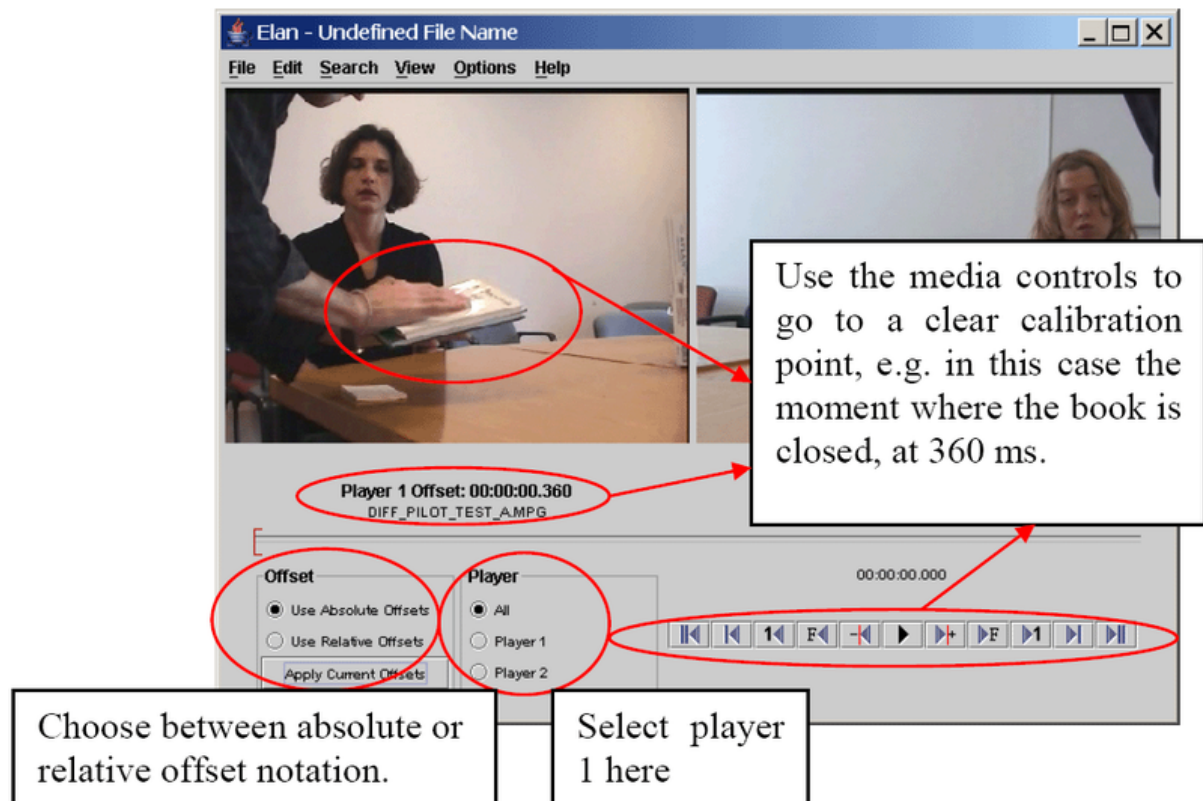 Elan - Undefined File Name
File Edit Search View Options Help
Use the media controls to
go to a clear calibration
point, e.g. in this case the
moment where the book is
closed, at 360 ms.
Player 1 Offset: 00:00:00.360
DIFF_PILOT_TEST_A.MPG
Offset
Use Absolute Offsets
Use Relative Offsets
Apply Current Offsets
Player
All
Player 1
Player 2
00:00:00.000
1 F - + F 1
Choose between absolute or
relative offset notation.
Select player
1 here